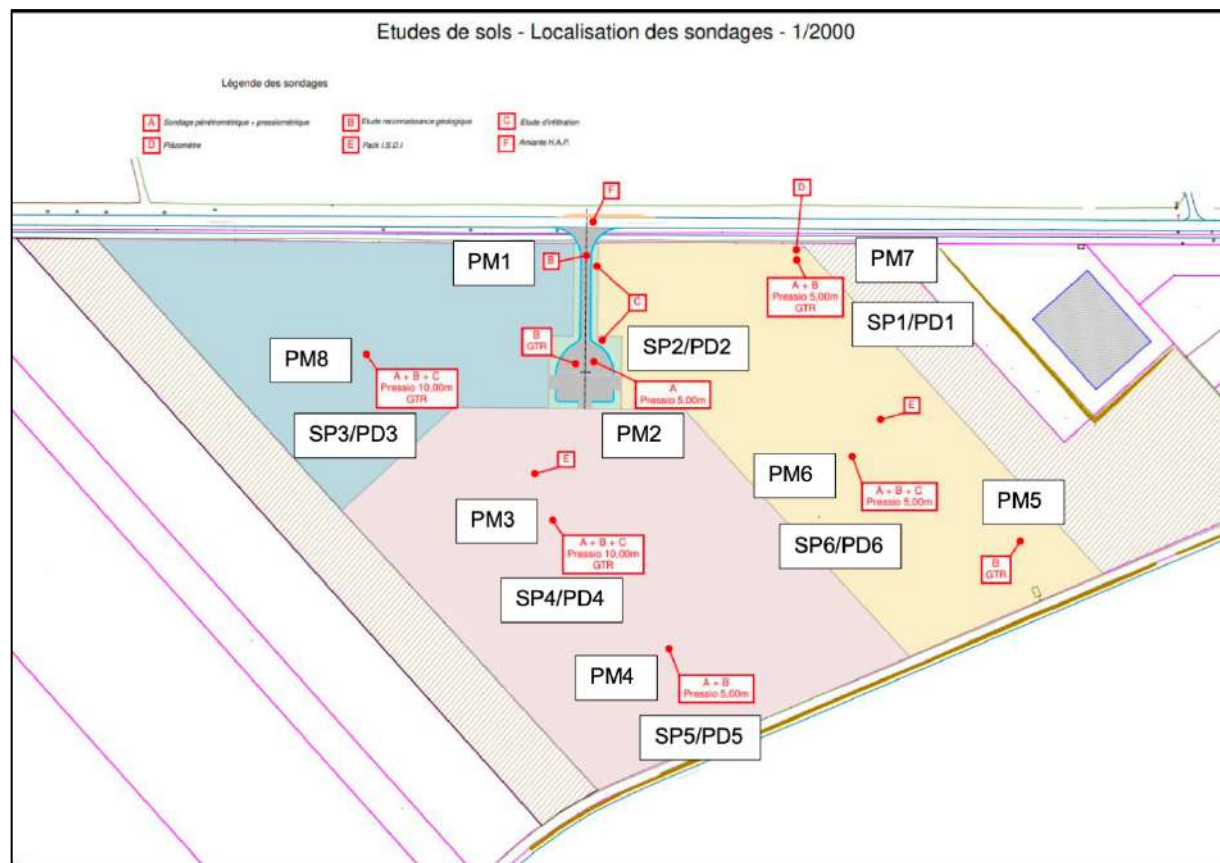 Etudes de sols - Localisation des sondages - 1/2000
Légende des sondages
A Sondage pénétrométrique + pressiométrique
B Etude reconnaissance géologique
C Etude d'infiltration
D Piézomètre
E Pack I.S.D.I
F Amiante H.A.P.
F
D
PM1
B
PM7
A + B
Pressio 5,00m
GTR
C
SP1/PD1
B
GTR
SP2/PD2
PM8
A + B + C
Pressio 10,00m
GTR
A
Pressio 5.00m
SP3/PD3
PM2
E
E
PM6
A + B + C
Pressio 5,00m
PM3
PM5
A + B + C
Pressio 10,00m
GTR
SP6/PD6
B
GTR
SP4/PD4
PM4
A + B
Pressio 5,00m
SP5/PD5